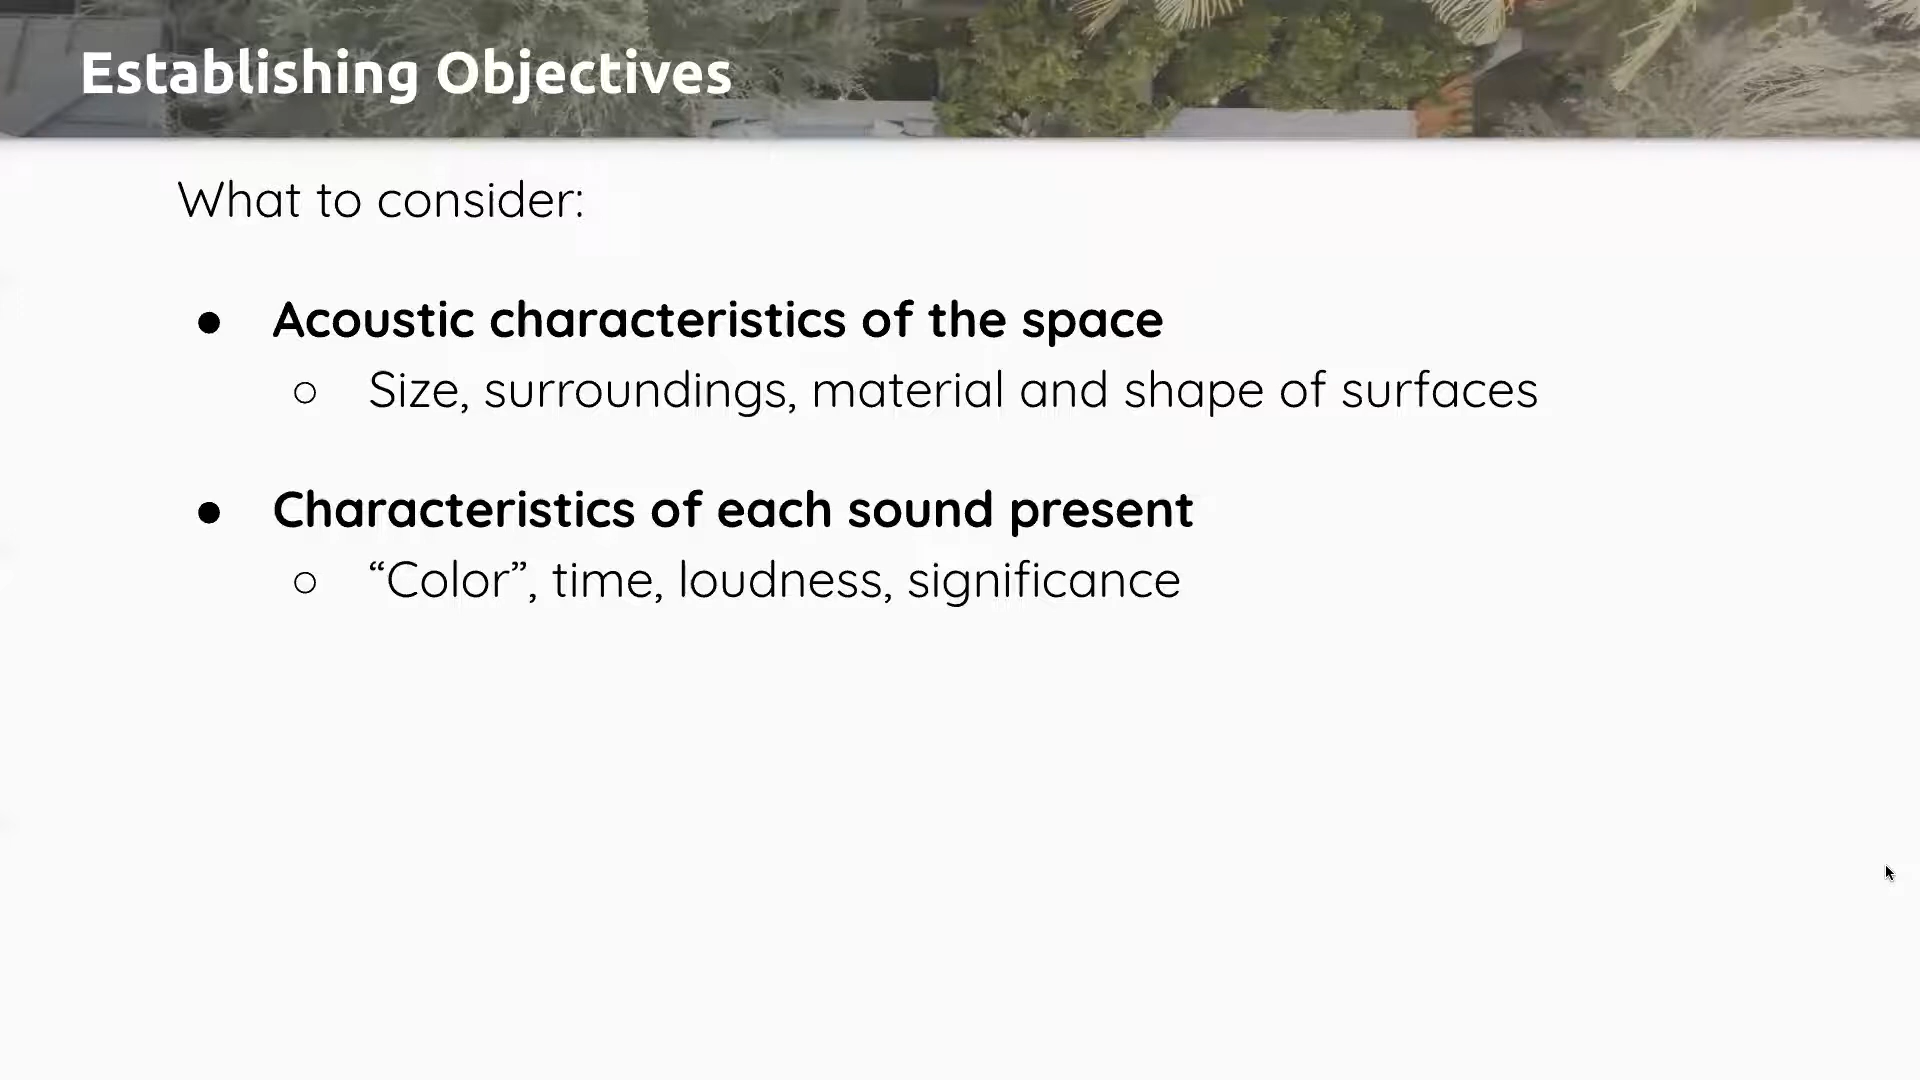 Establishing Objectives
What to consider:
● Acoustic characteristics of the space
○ Size, surroundings, material and shape of surfaces
● Characteristics of each sound present
○ “Color”, time, loudness, significance